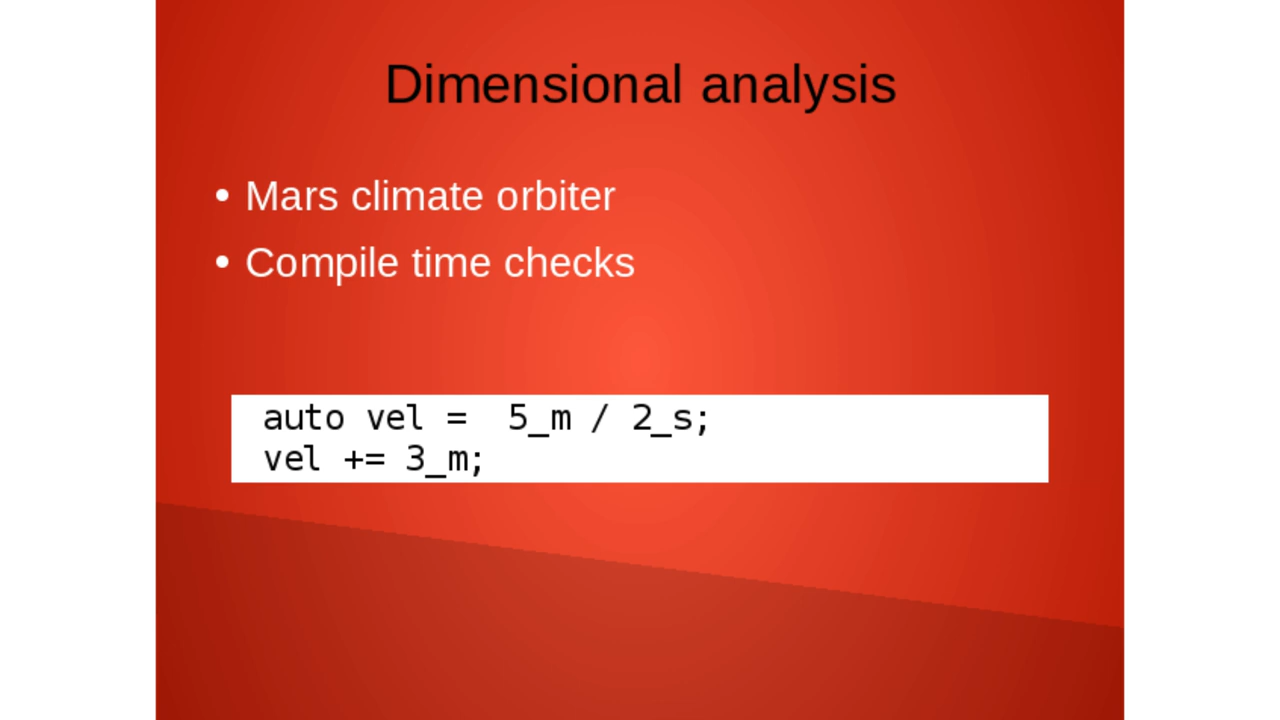 Dimensional analysis
• Mars climate orbiter
• Compile time checks
auto vel =  5_m / 2_s;
vel += 3_m;